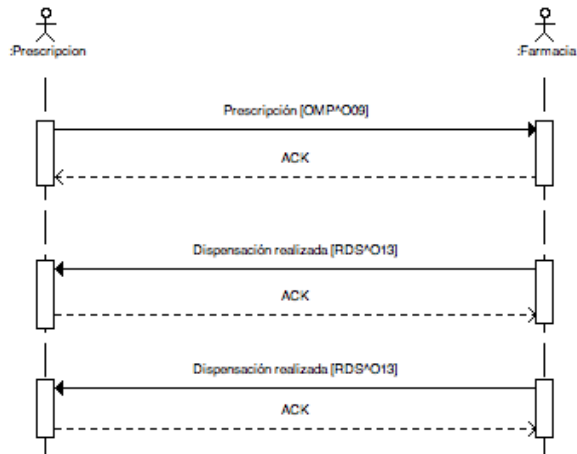 :Prescripcion
:Farmacia
Prescripción [OMP^O09]
ACK
Dispensación realizada [RDS^O13]
ACK
Dispensación realizada [RDS^O13]
ACK